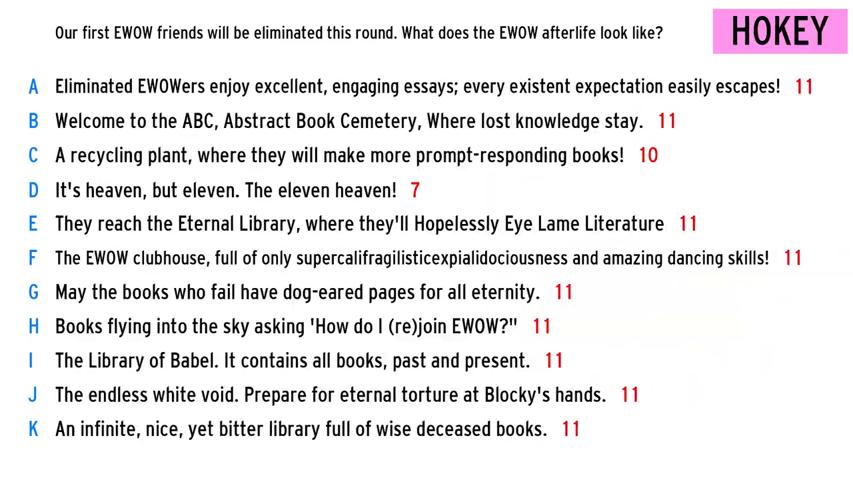 Our first EWOW friends will be eliminated this round. What does the EWOW afterlife look like?
HOKEY
A Eliminated EWOWers enjoy excellent, engaging essays; every existent expectation easily escapes! 11
B Welcome to the ABC, Abstract Book Cemetery, Where lost knowledge stay. 11
C A recycling plant, where they will make more prompt-responding books! 10
D It's heaven, but eleven. The eleven heaven! 7
E They reach the Eternal Library, where they'll Hopelessly Eye Lame Literature 11
F The EWOW clubhouse, full of only supercalifragilisticexpialidociousness and amazing dancing skills! 11
G May the books who fail have dog-eared pages for all eternity. 11
H Books flying into the sky asking 'How do I (re)join EWOW?" 11
I The Library of Babel. It contains all books, past and present. 11
J The endless white void. Prepare for eternal torture at Blocky's hands. 11
K An infinite, nice, yet bitter library full of wise deceased books. 11